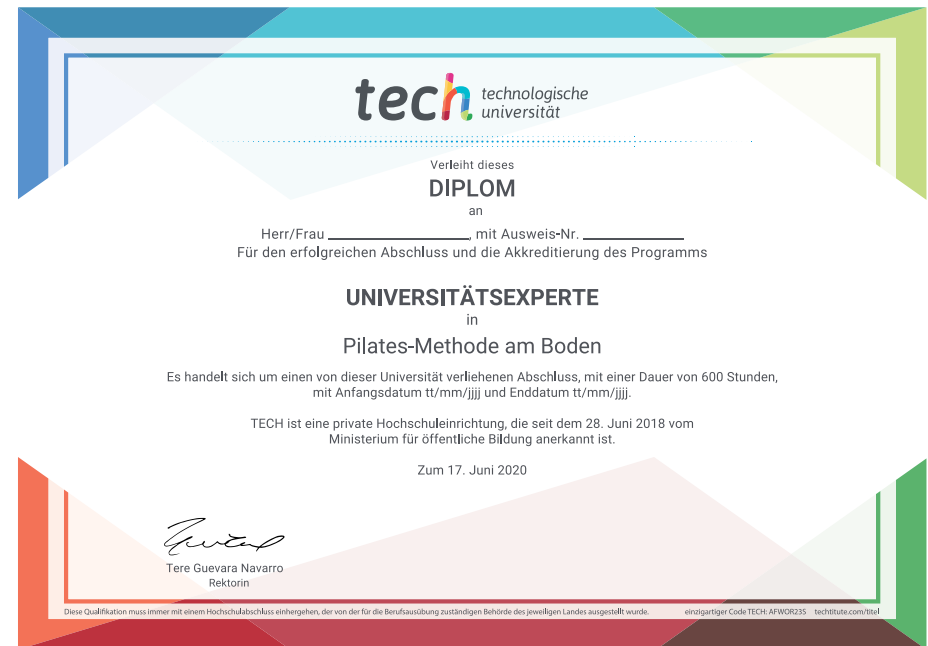 tech technologische
universität
Verleiht dieses
DIPLOM
an
Herr/Frau ____________, mit Ausweis-Nr. ____________
Für den erfolgreichen Abschluss und die Akkreditierung des Programms
UNIVERSITÄTSEXPERTE
in
Pilates-Methode am Boden
Es handelt sich um einen von dieser Universität verliehenen Abschluss, mit einer Dauer von 600 Stunden,
mit Anfangsdatum tt/mm/jjjj und Enddatum tt/mm/jjjj.
TECH ist eine private Hochschuleinrichtung, die seit dem 28. Juni 2018 vom
Ministerium für öffentliche Bildung anerkannt ist.
Zum 17. Juni 2020
Tere Guevara Navarro
Rektorin
Diese Qualifikation muss immer mit einem Hochschulabschluss einhergehen, der von der für die Berufsausübung zuständigen Behörde des jeweiligen Landes ausgestellt wurde. einzigartiger Code TECH: AFWOR23S techtitute.com/titel